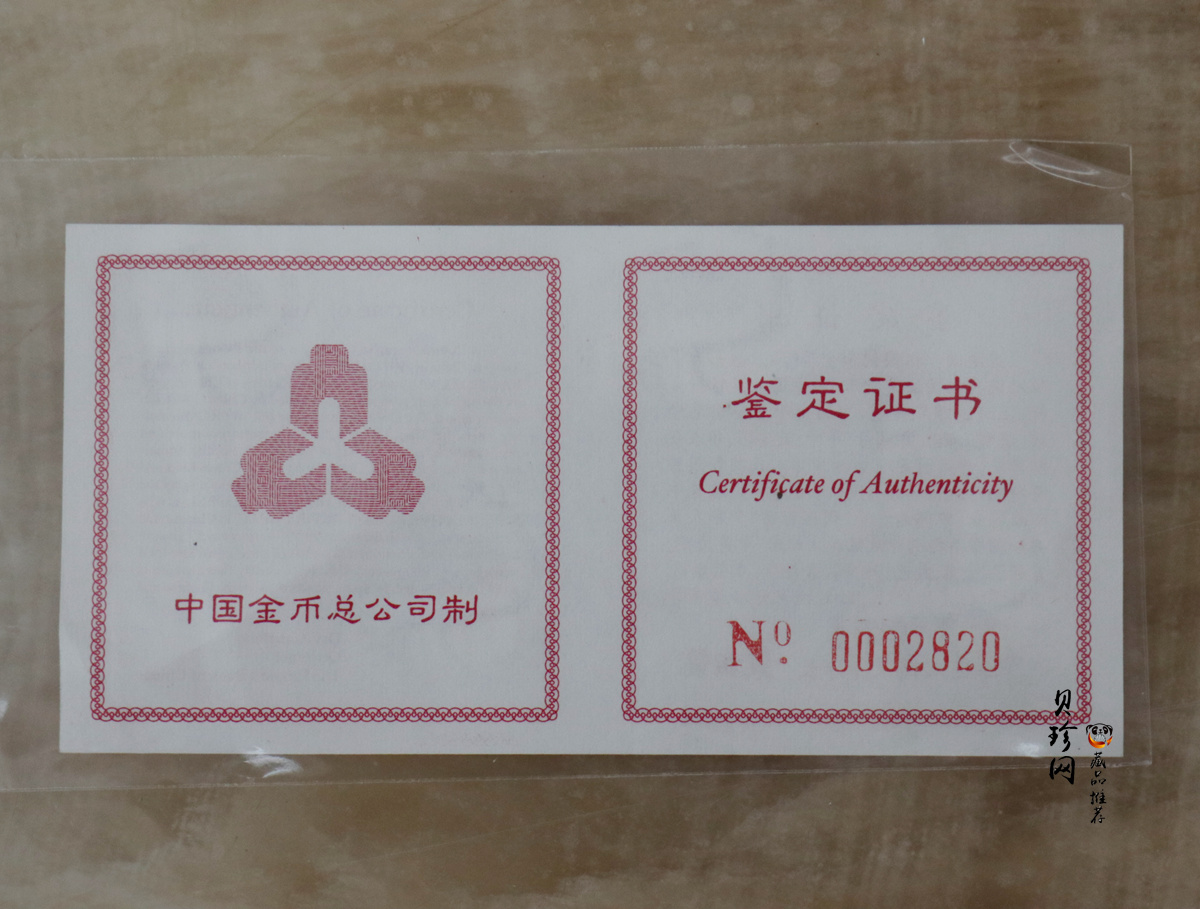 中国金币总公司制
鉴定证书
Certificate of Authenticity
Nº. 0002820
贝珍网
藏品推荐